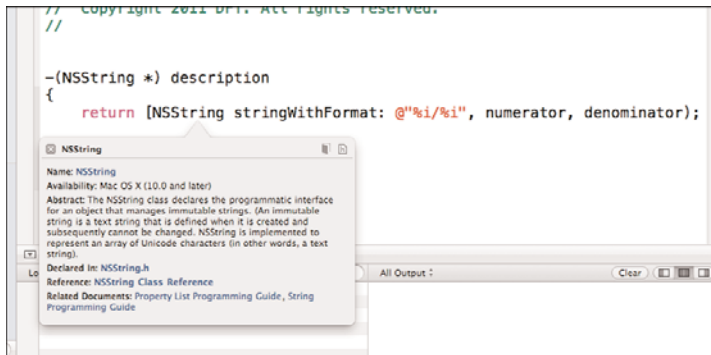 // Copyright 2011 DPI. All rights reserved.
//
-(NSString *) description
{
return [NSString stringWithFormat: @"%i/%i", numerator, denominator);
NSString
Name: NSString
Availability: Mac OS X (10.0 and later)
Abstract: The NSString class declares the programmatic interface
for an object that manages immutable strings. (An immutable
string is a text string that is defined when it is created and
subsequently cannot be changed. NSString is implemented to
represent an array of Unicode characters (in other words, a text
string).
Declared In: NSString.h
Reference: NSString Class Reference
Related Documents: Property List Programming Guide, String
Programming Guide
Lo
All Output
Clear